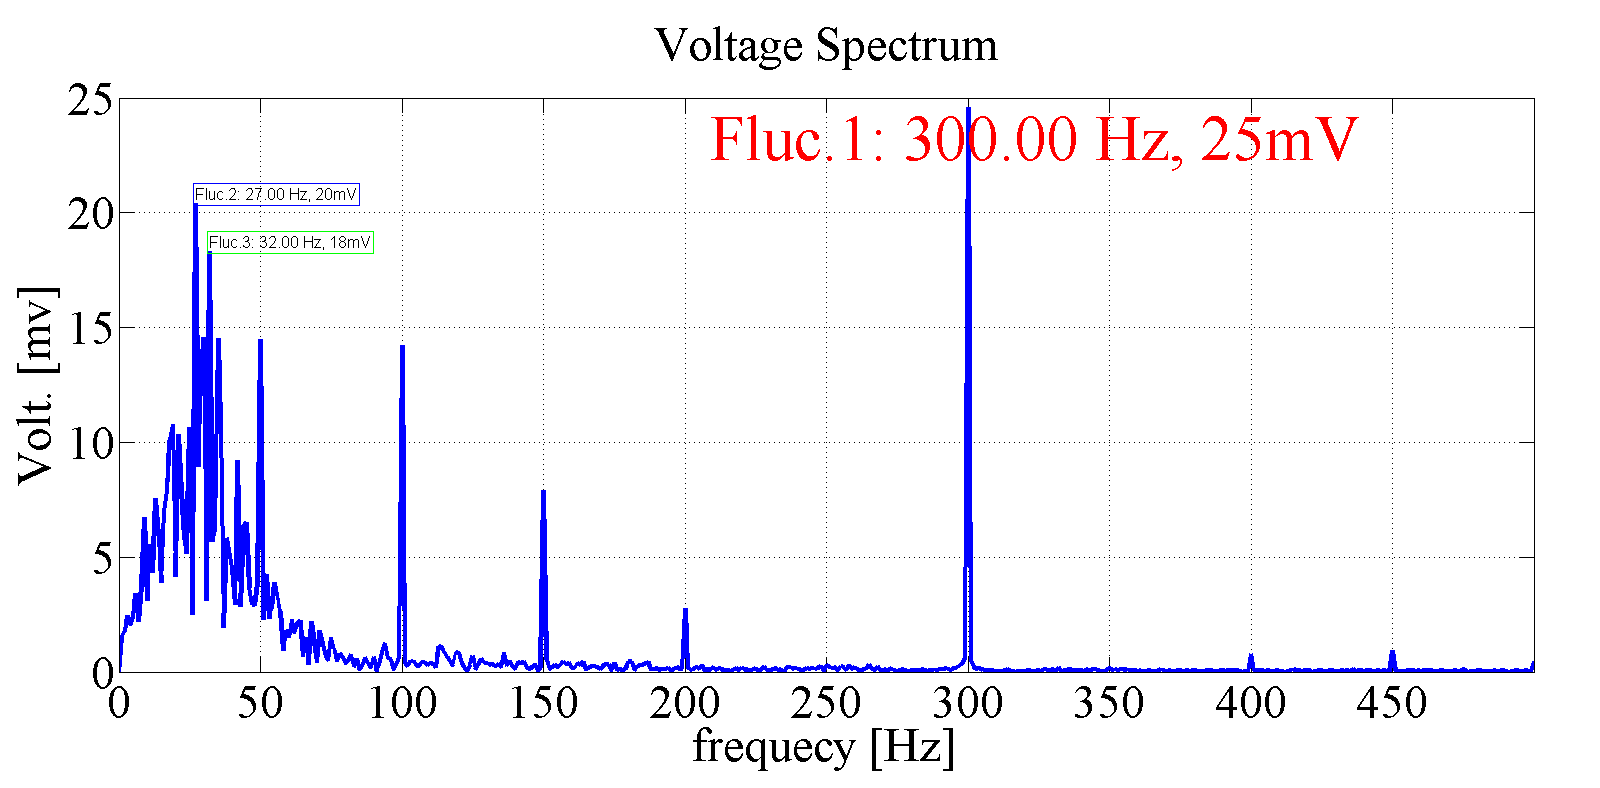 Voltage Spectrum
Fluc.1: 300.00 Hz, 25mV
Fluc.2: 27.00 Hz, 20mV
Fluc.3: 32.00 Hz, 18mV
Volt. [mv]
25
20
15
10
5
0
0 50 100 150 200 250 300 350 400 450
frequecy [Hz]